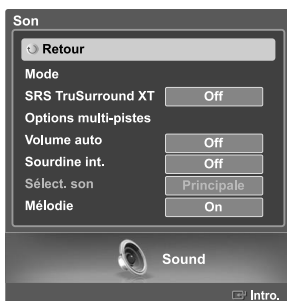 Son
Retour
Mode
SRS TruSurround XT Off
Options multi-pistes
Volume auto Off
Sourdine int. Off
Sélect. son Principale
Mélodie On
Sound
Intro.